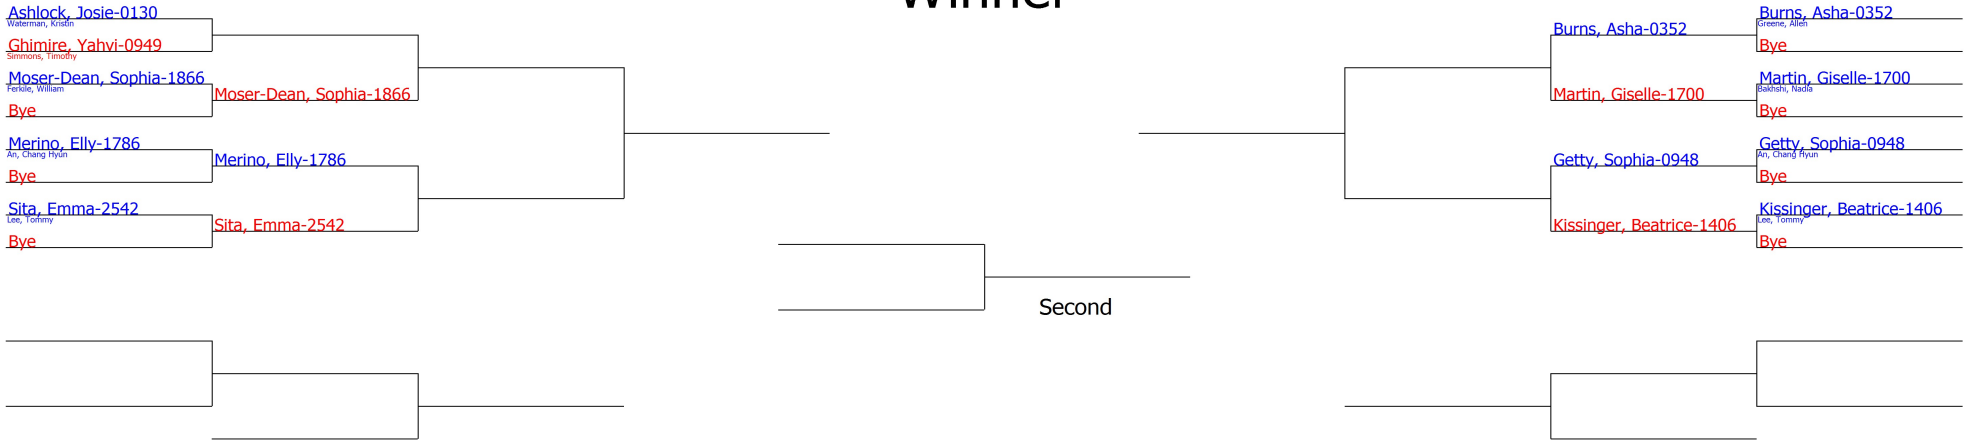 Winner
Ashlock, Josie-0130
Waterman, Kristin
Ghimire, Yahvi-0949
Simmons, Timothy
Moser-Dean, Sophia-1866
Ferkile, William
Bye
Merino, Elly-1786
An, Chang Hyun
Bye
Sita, Emma-2542
Lee, Tommy
Bye
Moser-Dean, Sophia-1866
Merino, Elly-1786
Sita, Emma-2542
Second
Burns, Asha-0352
Martin, Giselle-1700
Getty, Sophia-0948
Kissinger, Beatrice-1406
Burns, Asha-0352
Greene, Allen
Bye
Martin, Giselle-1700
Bakhshi, Nadia
Bye
Getty, Sophia-0948
An, Chang Hyun
Bye
Kissinger, Beatrice-1406
Lee, Tommy
Bye